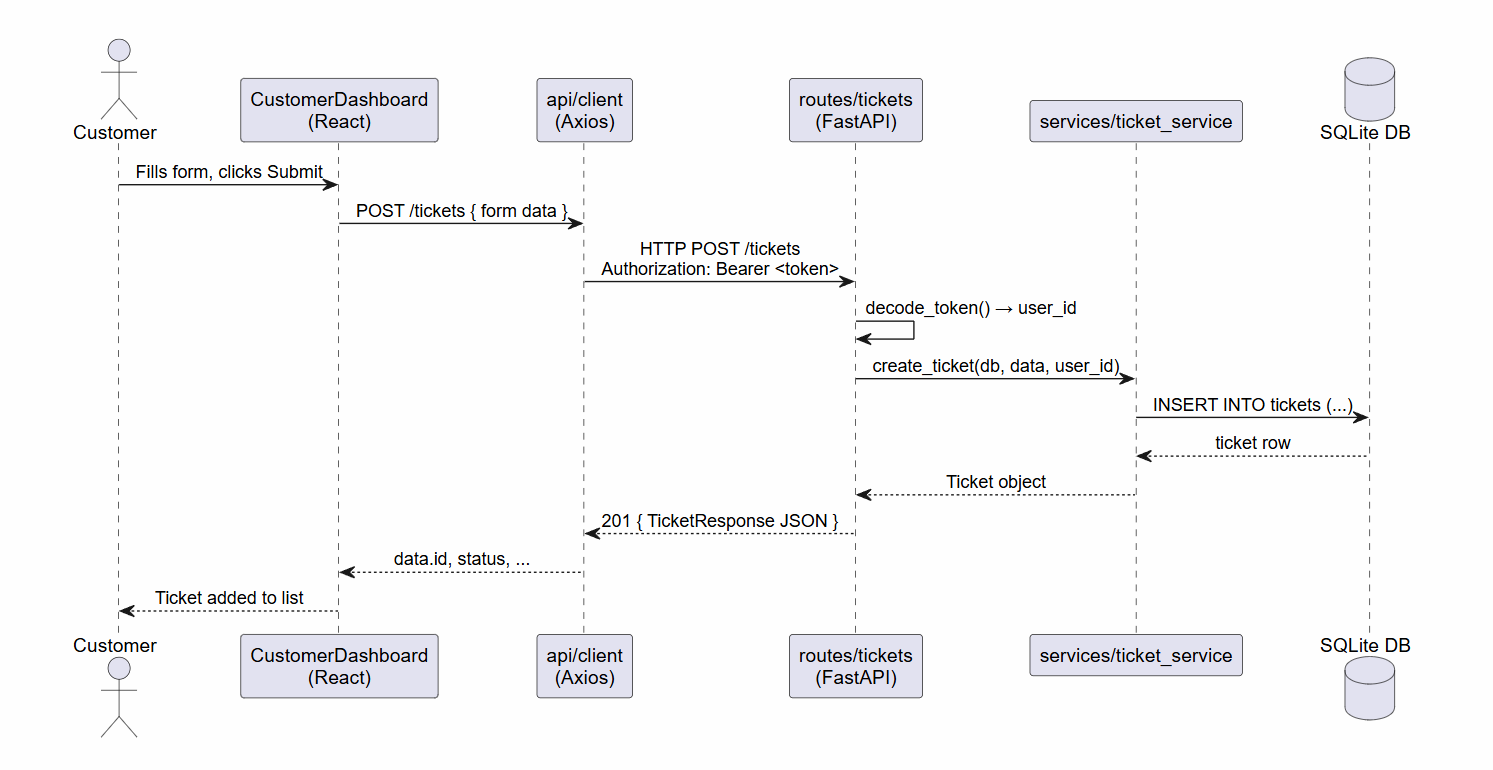 Customer
CustomerDashboard
(React)
api/client
(Axios)
routes/tickets
(FastAPI)
services/ticket_service
SQLite DB
Fills form, clicks Submit
POST /tickets { form data }
HTTP POST /tickets
Authorization: Bearer <token>
decode_token() → user_id
create_ticket(db, data, user_id)
INSERT INTO tickets (...)
ticket row
Ticket object
201 { TicketResponse JSON }
data.id, status, ...
Ticket added to list
Customer
CustomerDashboard
(React)
api/client
(Axios)
routes/tickets
(FastAPI)
services/ticket_service
SQLite DB